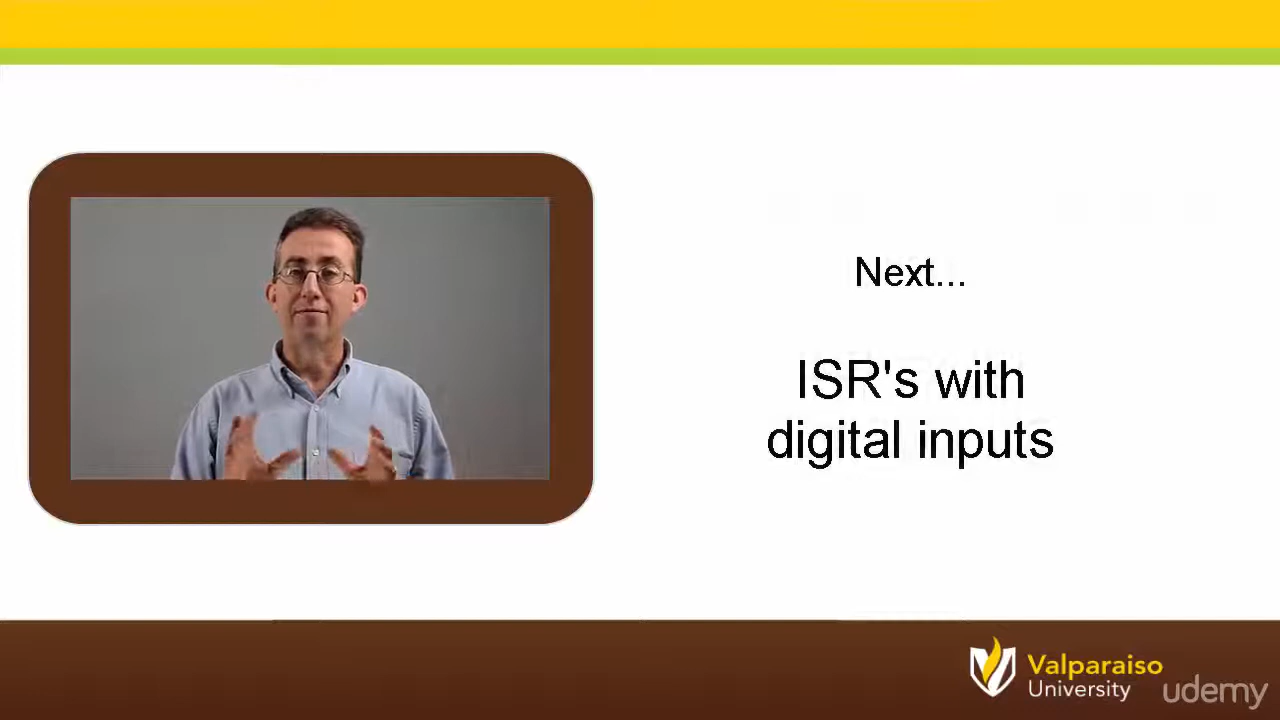 Next...
ISR's with
digital inputs
Valparaiso
University
udemy